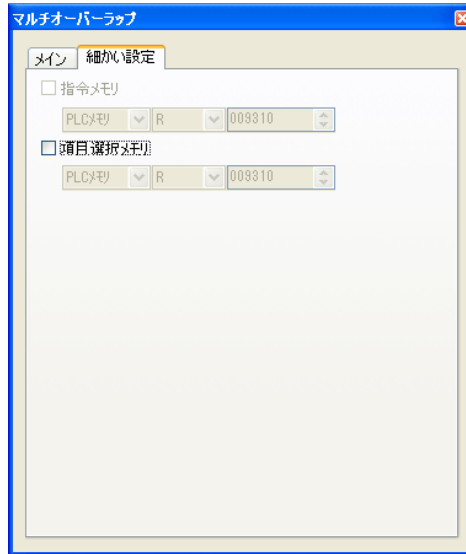 マルチオーバーラップ
メイン 細かい設定
指令メモリ
PLCメモリ R 009310
項目選択メモリ
PLCメモリ R 009310